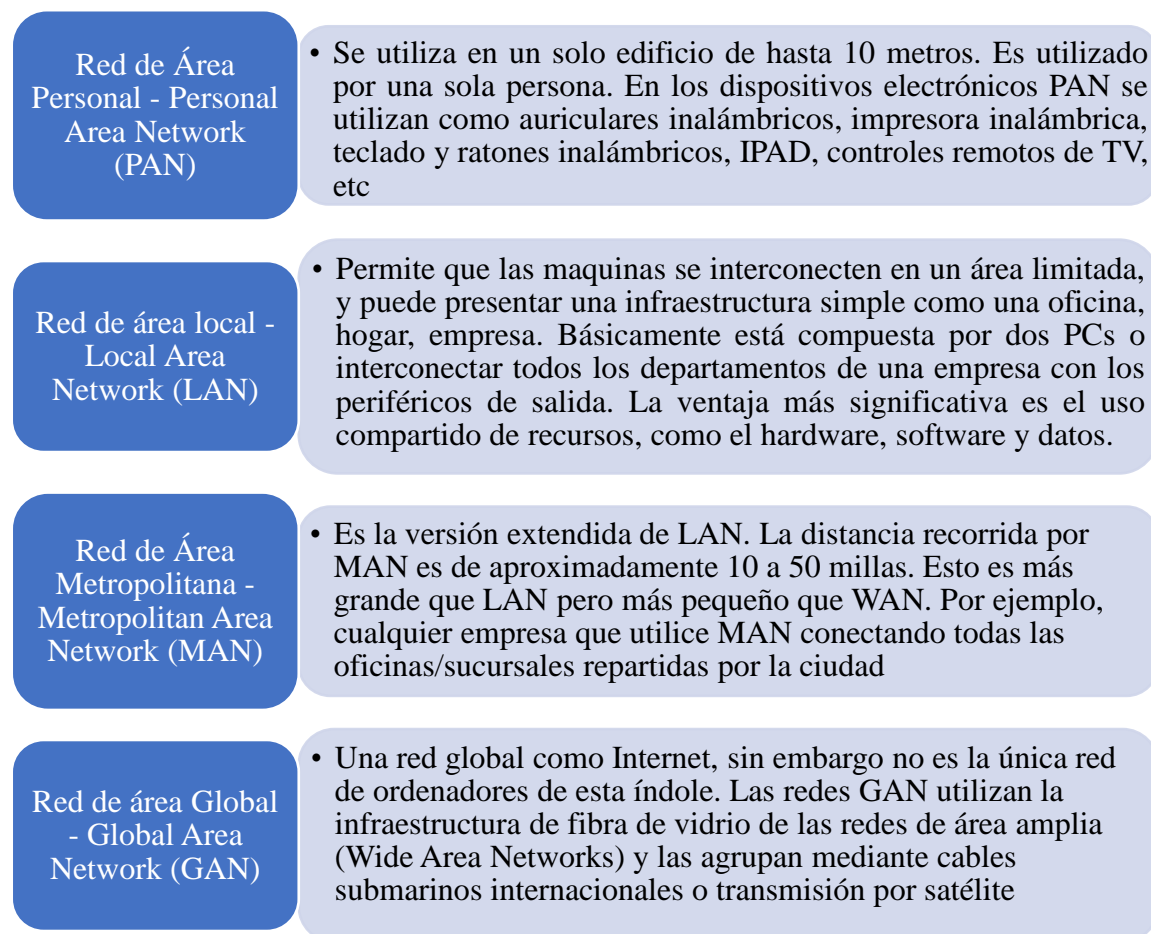 Red de Área
Personal - Personal
Area Network
(PAN)
• Se utiliza en un solo edificio de hasta 10 metros. Es utilizado
por una sola persona. En los dispositivos electrónicos PAN se
utilizan como auriculares inalámbricos, impresora inalámbrica,
teclado y ratones inalámbricos, IPAD, controles remotos de TV,
etc
Red de área local -
Local Area
Network (LAN)
• Permite que las maquinas se interconecten en un área limitada,
y puede presentar una infraestructura simple como una oficina,
hogar, empresa. Básicamente está compuesta por dos PCs o
interconectar todos los departamentos de una empresa con los
periféricos de salida. La ventaja más significativa es el uso
compartido de recursos, como el hardware, software y datos.
Red de Área
Metropolitana -
Metropolitan Area
Network (MAN)
• Es la versión extendida de LAN. La distancia recorrida por
MAN es de aproximadamente 10 a 50 millas. Esto es más
grande que LAN pero más pequeño que WAN. Por ejemplo,
cualquier empresa que utilice MAN conectando todas las
oficinas/sucursales repartidas por la ciudad
Red de área Global
- Global Area
Network (GAN)
• Una red global como Internet, sin embargo no es la única red
de ordenadores de esta índole. Las redes GAN utilizan la
infraestructura de fibra de vidrio de las redes de área amplia
(Wide Area Networks) y las agrupan mediante cables
submarinos internacionales o transmisión por satélite